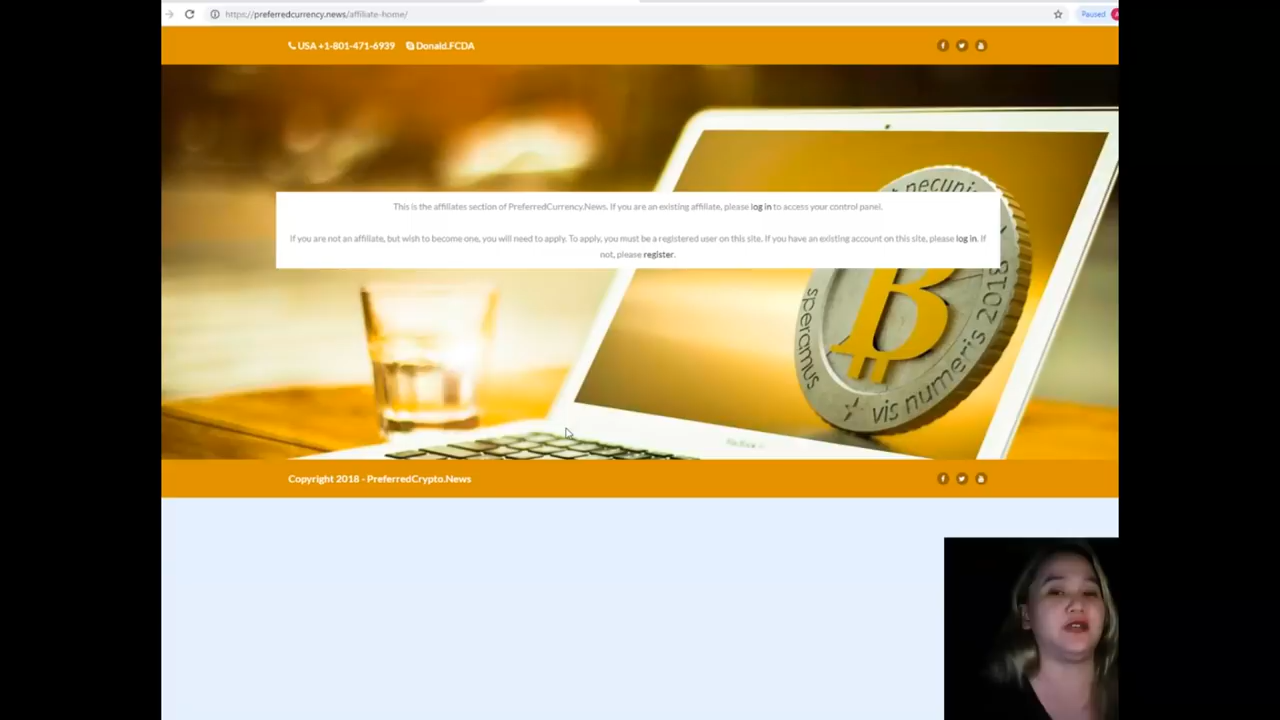 https://preferredcurrency.news/affiliate-home/
Paused
USA +1-801-471-6939 Donald.FCDA
This is the affiliates section of PreferredCurrency.News. If you are an existing affiliate, please log in to access your control panel.
If you are not an affiliate, but wish to become one, you will need to apply. To apply, you must be a registered user on this site. If you have an existing account on this site, please log in. If
not, please register.
speramus
vis numeris 2018
Copyright 2018 - PreferredCrypto.News